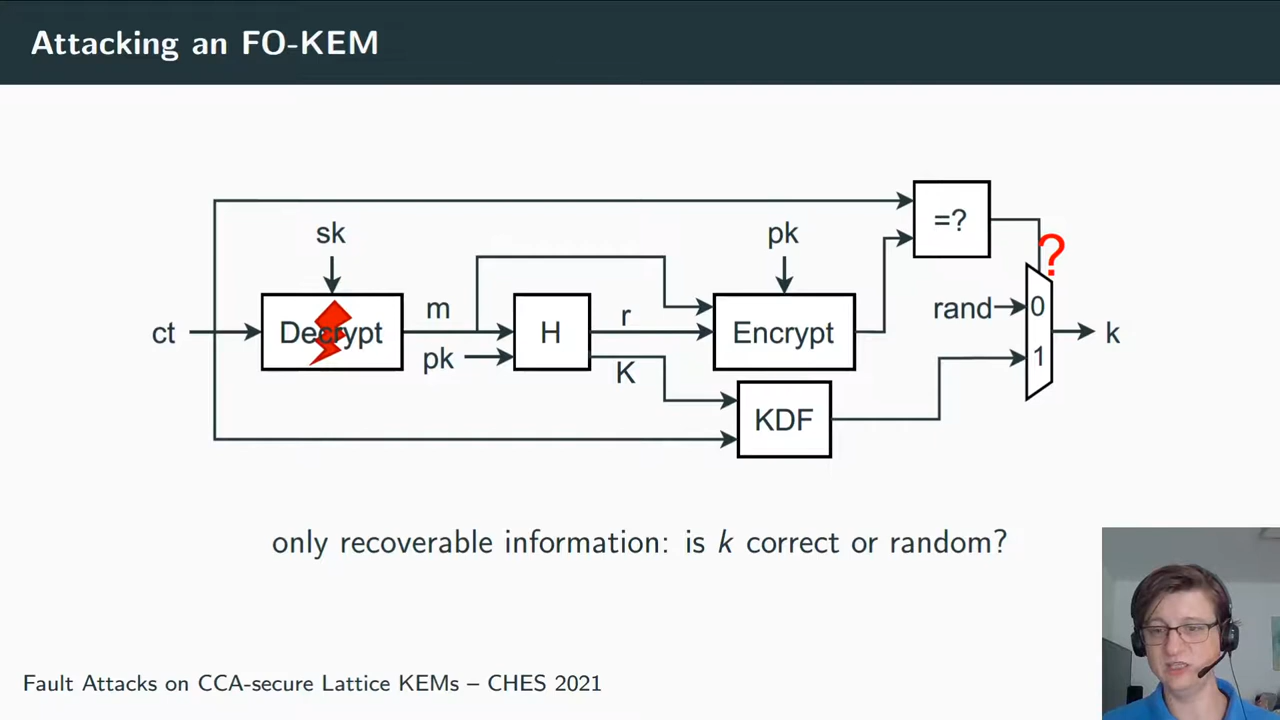 Attacking an FO-KEM
=?
sk
pk
?
ct
Decrypt
m
pk
H
r
K
Encrypt
rand
0
1
k
KDF
only recoverable information: is k correct or random?
Fault Attacks on CCA-secure Lattice KEMs – CHES 2021